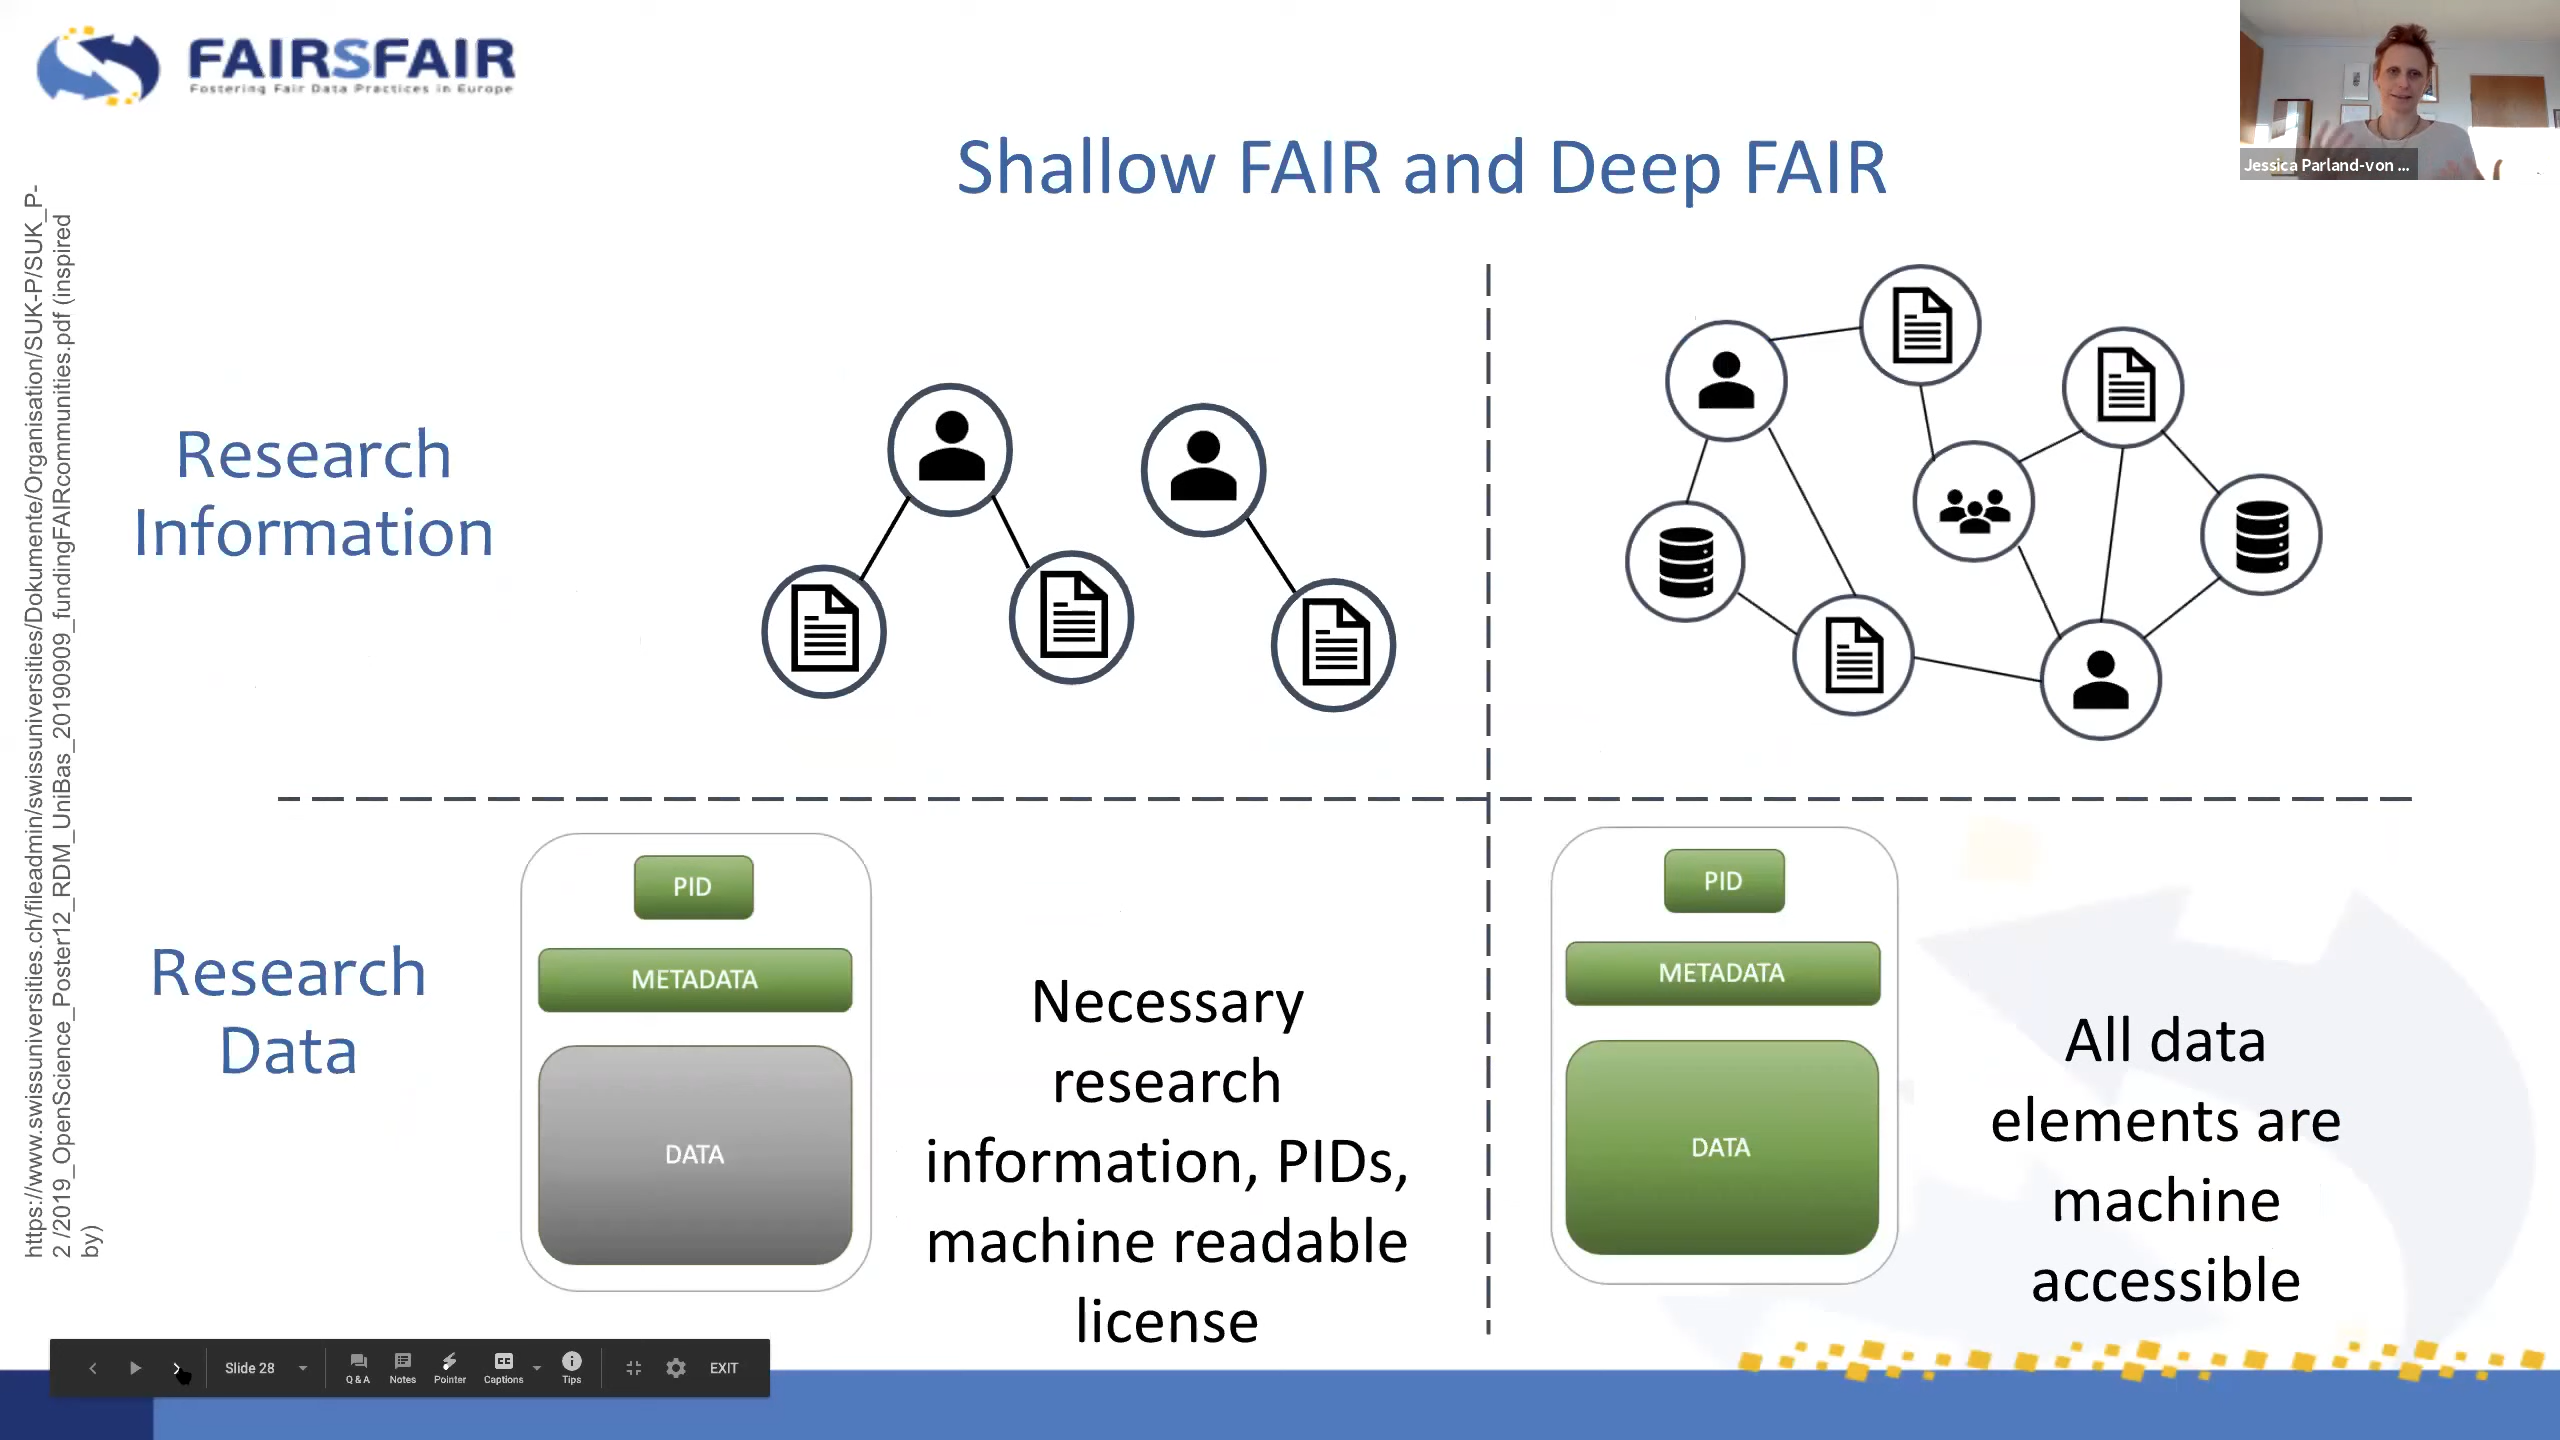 FAIRSFAIR
Fostering Fair Data Practices in Europe
Jessica Parland-von ...
Shallow FAIR and Deep FAIR
https://www.swissuniversities.ch/fileadmin/swissuniversities/Dokumente/Organisation/SUK-P/SUK_P-
2 /2019_OpenScience_Poster12_RDM_UniBas_20190909_fundingFAIRcommunities.pdf (inspired
by)
Research
Information
Research
Data
PID
METADATA
DATA
Necessary
research
information, PIDs,
machine readable
license
PID
METADATA
DATA
All data
elements are
machine
accessible
Slide 28
Q & A
Notes
Pointer
CC
Captions
Tips
EXIT